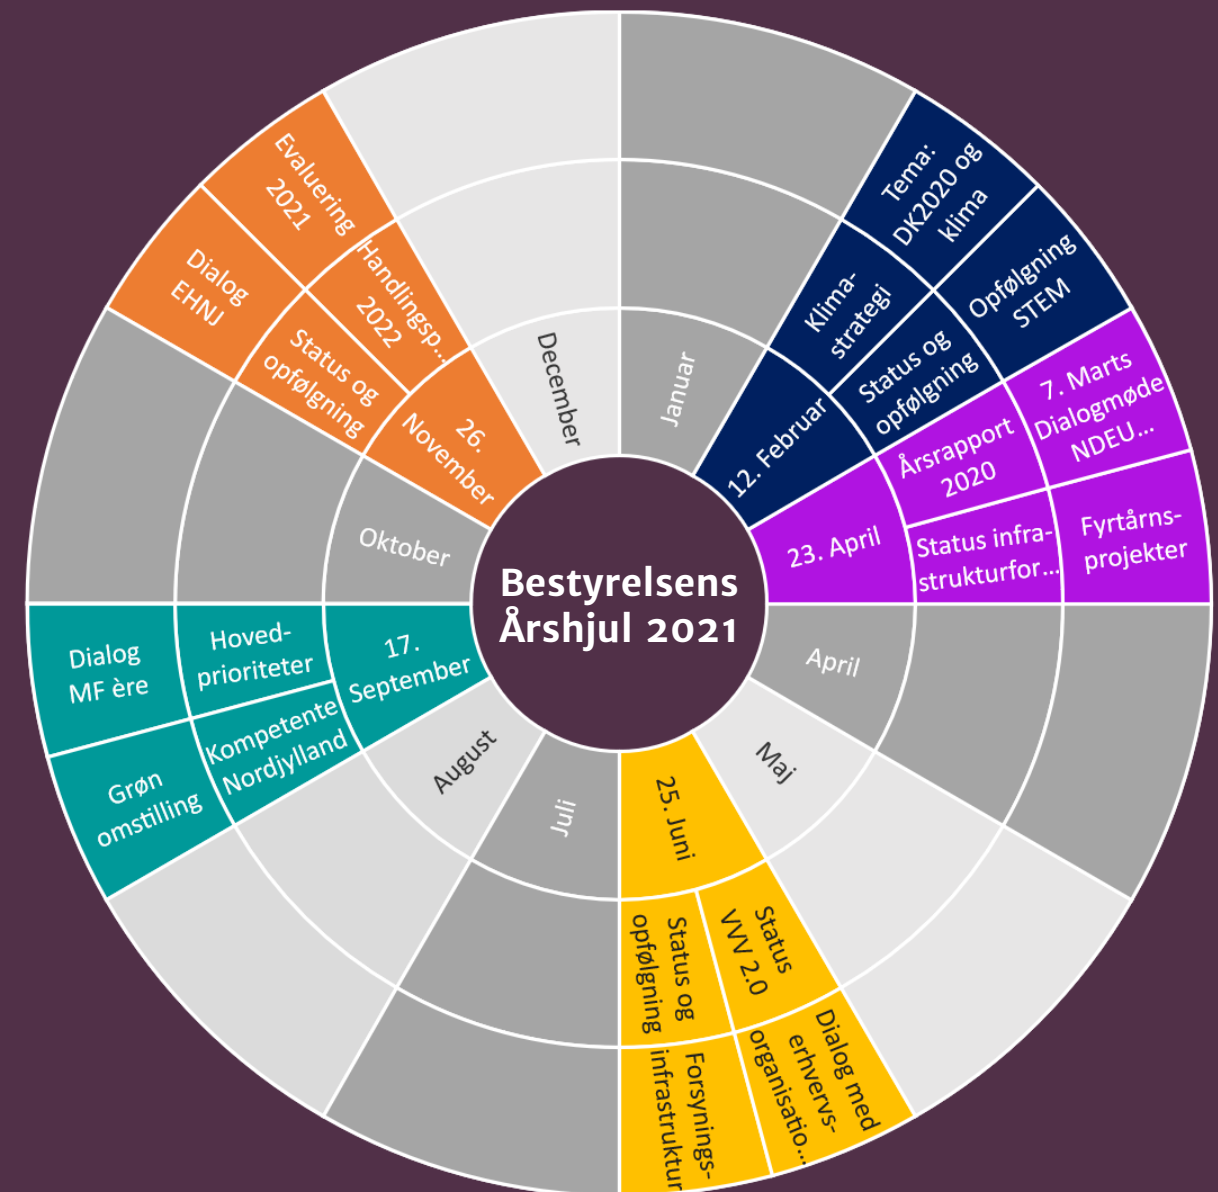 Bestyrelsens
Årshjul 2021
Januar
12. Februar
Klima-
strategi
Status og
opfølgning
Tema:
DK2020 og
klima
Opfølgning
STEM
23. April
Årsrapport
2020
Status infra-
strukturfor...
7. Marts
Dialogmøde
NDEU...
Fyrtårns-
projekter
April
Maj
25. Juni
Status
VVV 2.0
Status og
opfølgning
Dialog med
erhvervs-
organisatio...
Forsynings-
infrastruktur
Juli
August
17.
September
Kompetente
Nordjylland
Hoved-
prioriteter
Grøn
omstilling
Dialog
MF ère
Oktober
26.
November
Status og
opfølgning
Handlingsp...
2022
Dialog
EHNJ
Evaluering
2021
December